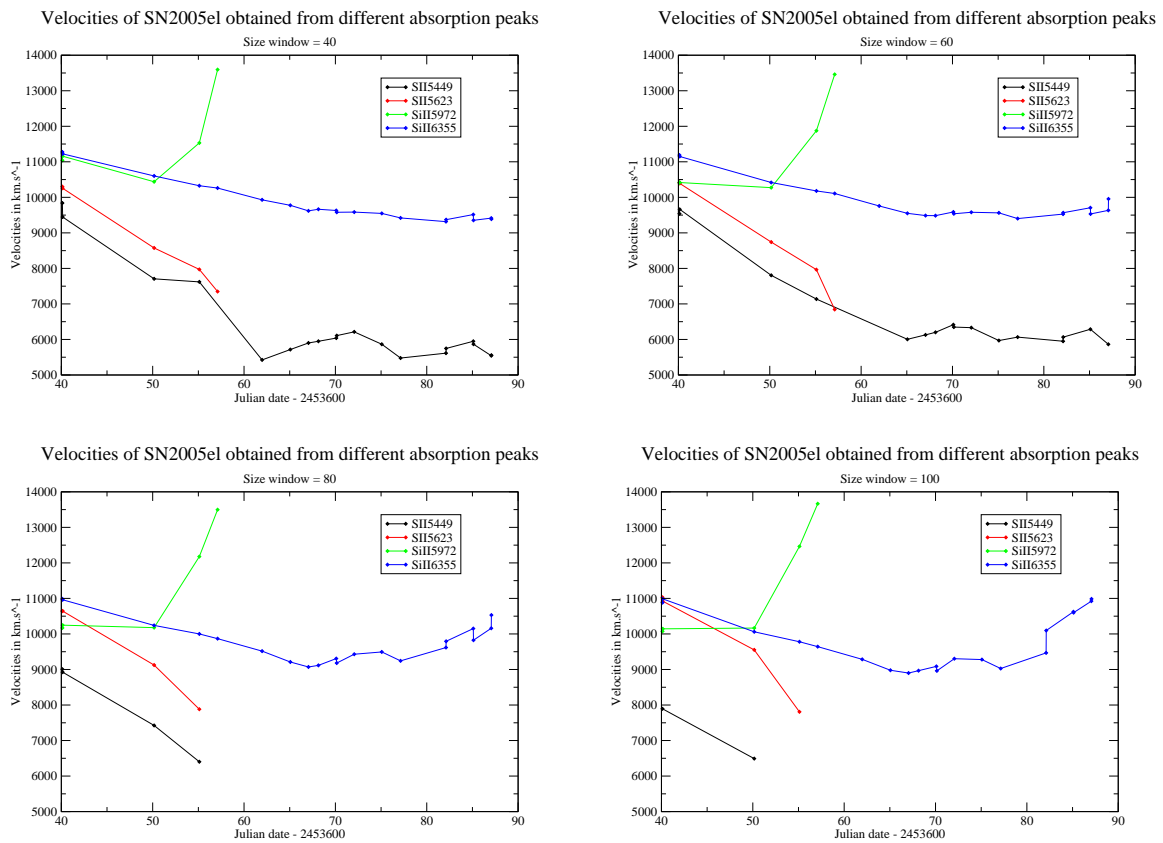 Velocities of SN2005el obtained from different absorption peaks
Size window = 40
14000
13000
12000
11000
10000
9000
8000
7000
6000
5000
Velocities in km.s^-1
SII5449
SII5623
SiII5972
SiII6355
40 50 60 70 80 90
Julian date - 2453600
Velocities of SN2005el obtained from different absorption peaks
Size window = 60
14000
13000
12000
11000
10000
9000
8000
7000
6000
5000
Velocities in km.s^-1
SII5449
SII5623
SiII5972
SiII6355
40 50 60 70 80 90
Julian date - 2453600
Velocities of SN2005el obtained from different absorption peaks
Size window = 80
14000
13000
12000
11000
10000
9000
8000
7000
6000
5000
Velocities in km.s^-1
SII5449
SII5623
SiII5972
SiII6355
40 50 60 70 80 90
Julian date - 2453600
Velocities of SN2005el obtained from different absorption peaks
Size window = 100
14000
13000
12000
11000
10000
9000
8000
7000
6000
5000
Velocities in km.s^-1
SII5449
SII5623
SiII5972
SiII6355
40 50 60 70 80 90
Julian date - 2453600